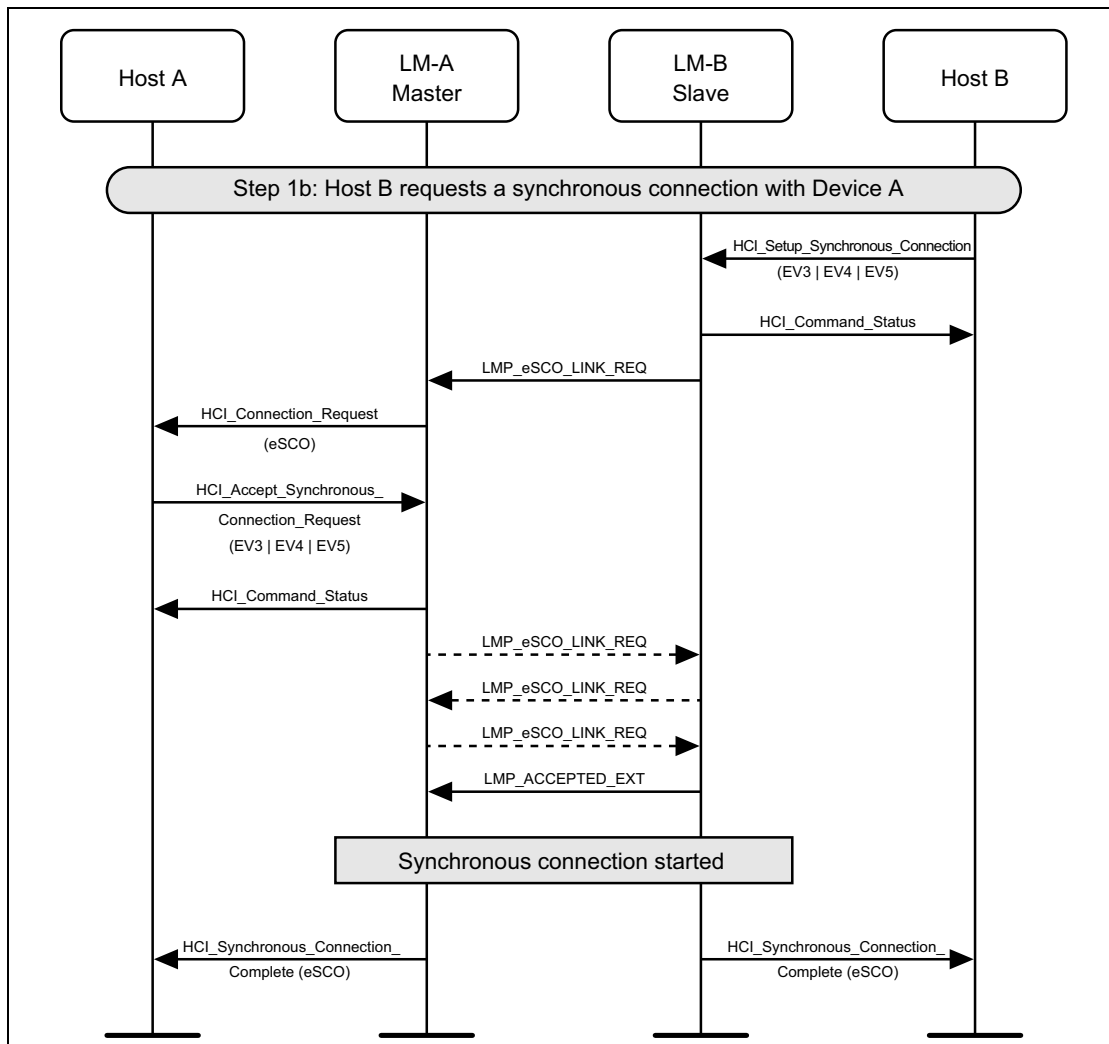 Host A
LM-A
Master
LM-B
Slave
Host B
Step 1b: Host B requests a synchronous connection with Device A
HCI_Setup_Synchronous_Connection
(EV3 | EV4 | EV5)
HCI_Command_Status
LMP_eSCO_LINK_REQ
HCI_Connection_Request
(eSCO)
HCI_Accept_Synchronous_
Connection_Request
(EV3 | EV4 | EV5)
HCI_Command_Status
LMP_eSCO_LINK_REQ
LMP_eSCO_LINK_REQ
LMP_eSCO_LINK_REQ
LMP_ACCEPTED_EXT
Synchronous connection started
HCI_Synchronous_Connection_
Complete (eSCO)
HCI_Synchronous_Connection_
Complete (eSCO)